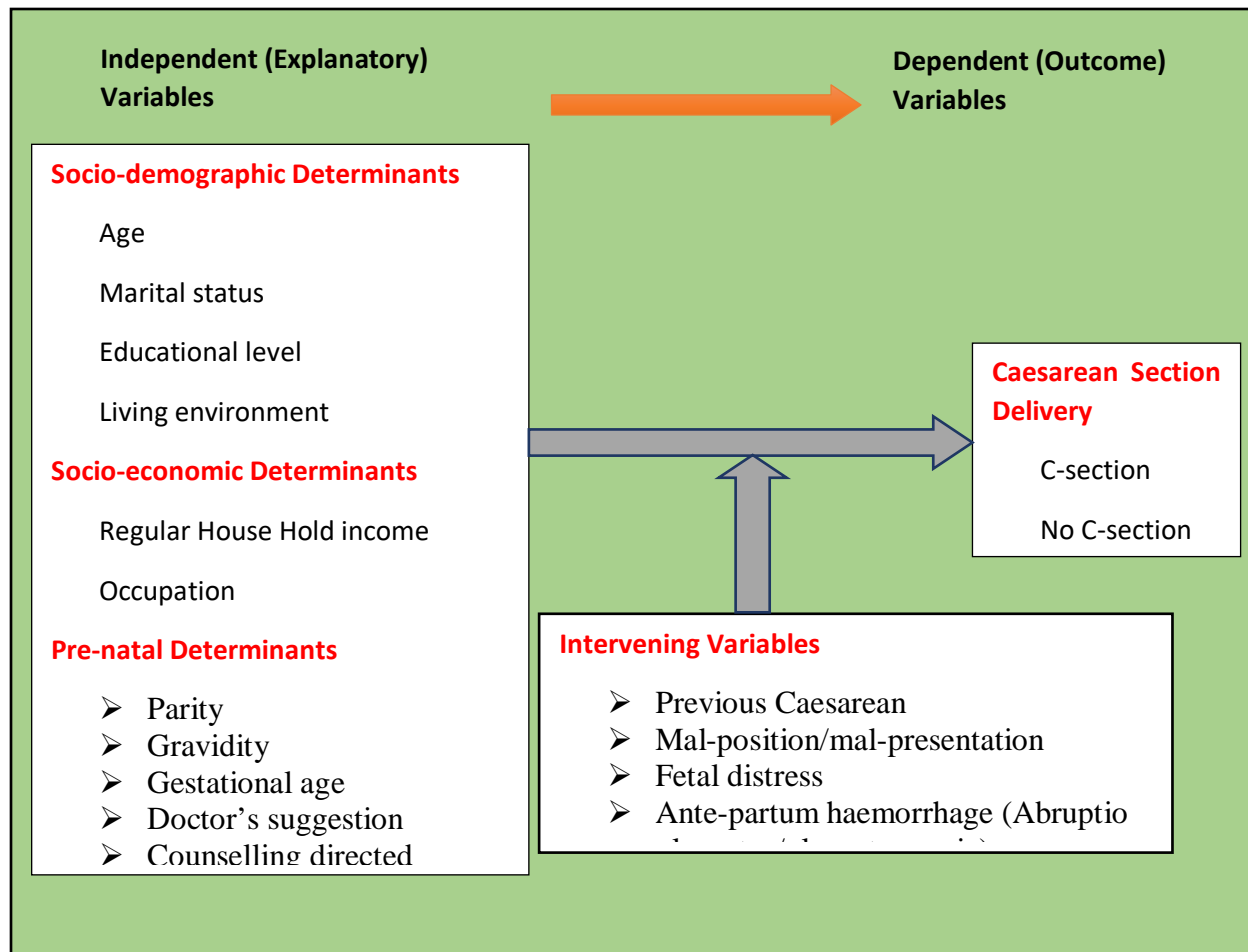 Independent (Explanatory)
Variables
Dependent (Outcome)
Variables
Socio-demographic Determinants
Age
Marital status
Educational level
Living environment
Socio-economic Determinants
Regular House Hold income
Occupation
Pre-natal Determinants
➢ Parity
➢ Gravidity
➢ Gestational age
➢ Doctor’s suggestion
➢ Counselling directed
Caesarean Section
Delivery
C-section
No C-section
Intervening Variables
➢ Previous Caesarean
➢ Mal-position/mal-presentation
➢ Fetal distress
➢ Ante-partum haemorrhage (Abruptio